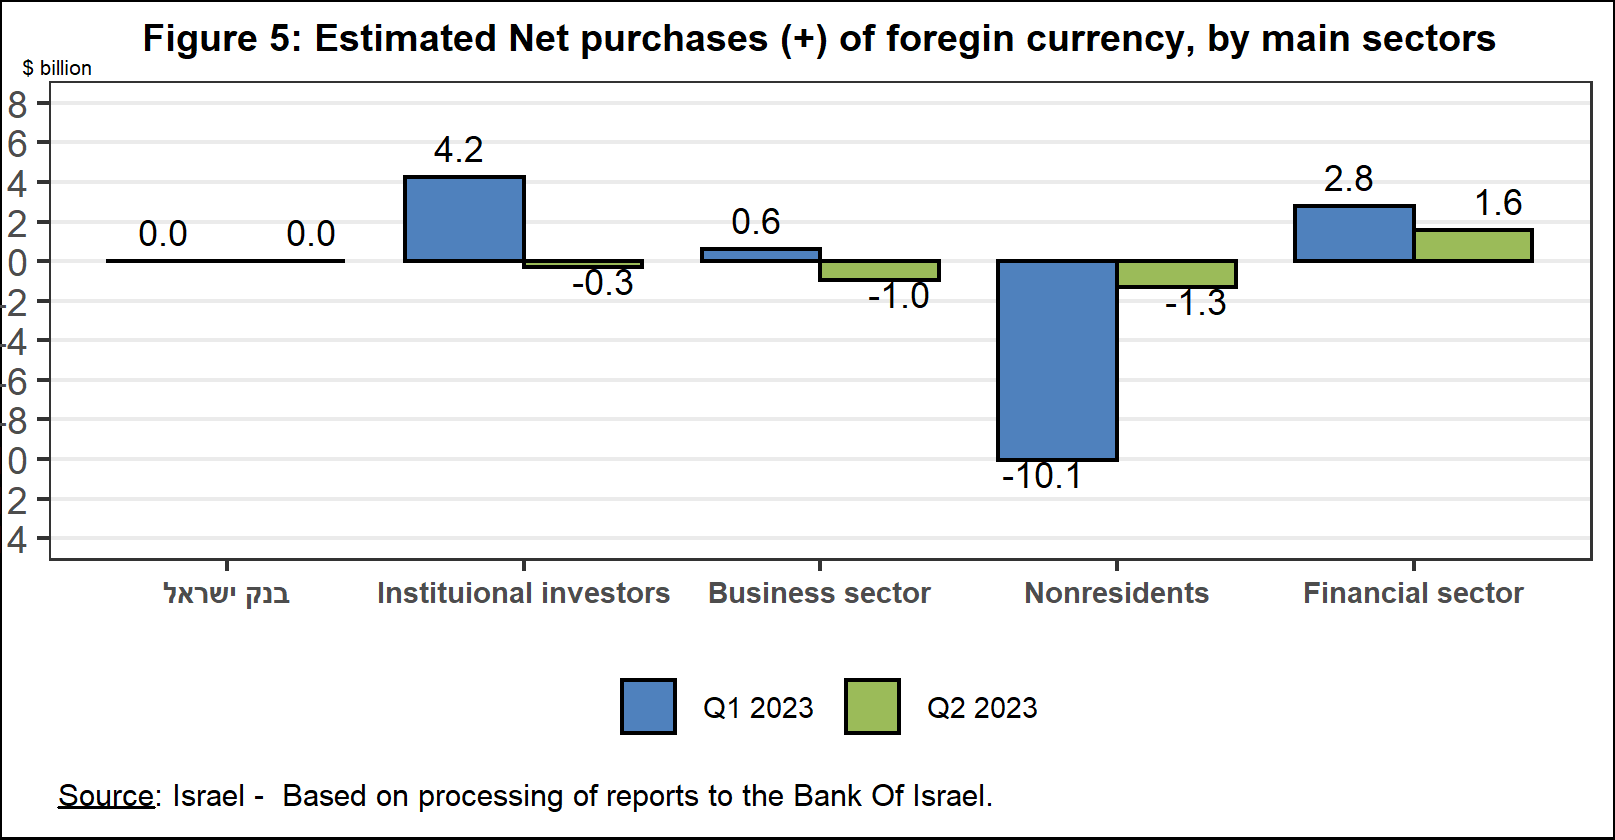 Figure 5: Estimated Net purchases (+) of foregin currency, by main sectors
$ billion
8
6
4
2
0
-2
-4
-6
-8
0
2
4
0.0
0.0
4.2
-0.3
0.6
-1.0
-10.1
-1.3
2.8
1.6
בנק ישראל
Instituional investors
Business sector
Nonresidents
Financial sector
Q1 2023
Q2 2023
Source: Israel -  Based on processing of reports to the Bank Of Israel.